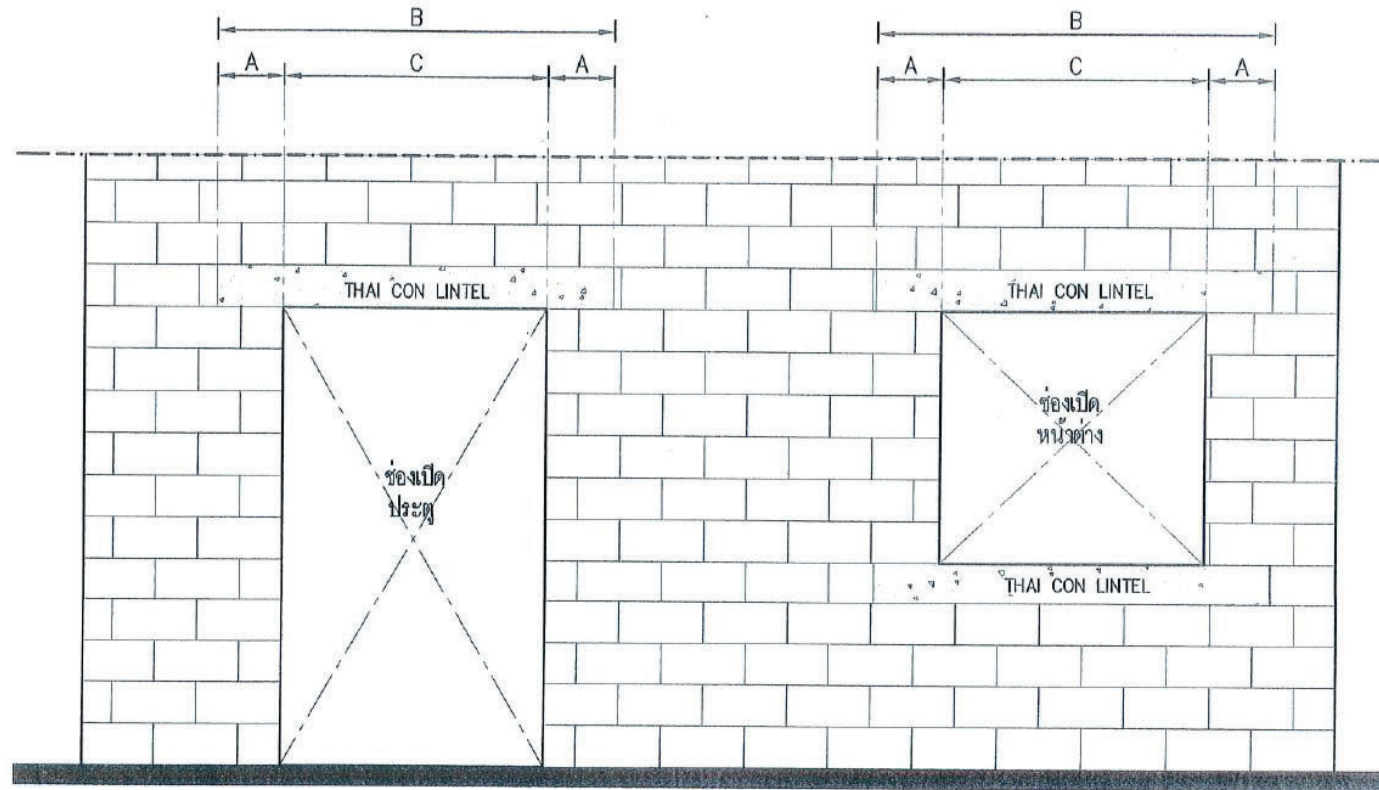 B
B
A C A
A C A
THAI CON LINTEL
THAI CON LINTEL
ช่องเปิด
หน้าต่าง
ช่องเปิด
ประตู
THAI CON LINTEL